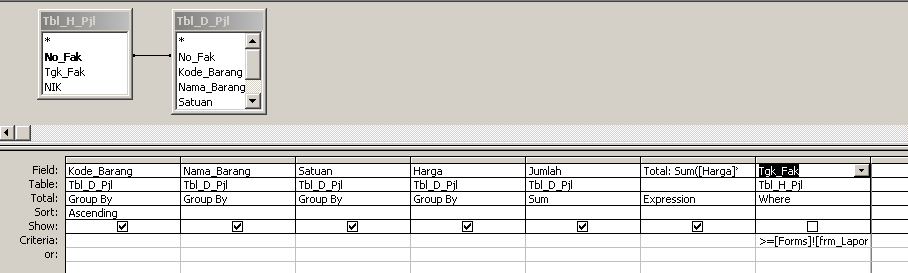 Tbl_H_Pjl Tbl_D_Pjl
* *
No_Fak No_Fak
Tgk_Fak Kode_Barang
NIK Nama_Barang
Satuan
Field: Kode_Barang Nama_Barang Satuan Harga Jumlah Total: Sum([Harga]* Tgk_Fak
Table: Tbl_D_Pjl Tbl_D_Pjl Tbl_D_Pjl Tbl_D_Pjl Tbl_D_Pjl Tbl_H_Pjl
Total: Group By Group By Group By Group By Sum Expression Where
Sort: Ascending
Show:
Criteria: >=[Forms]![frm_Lapor
or: